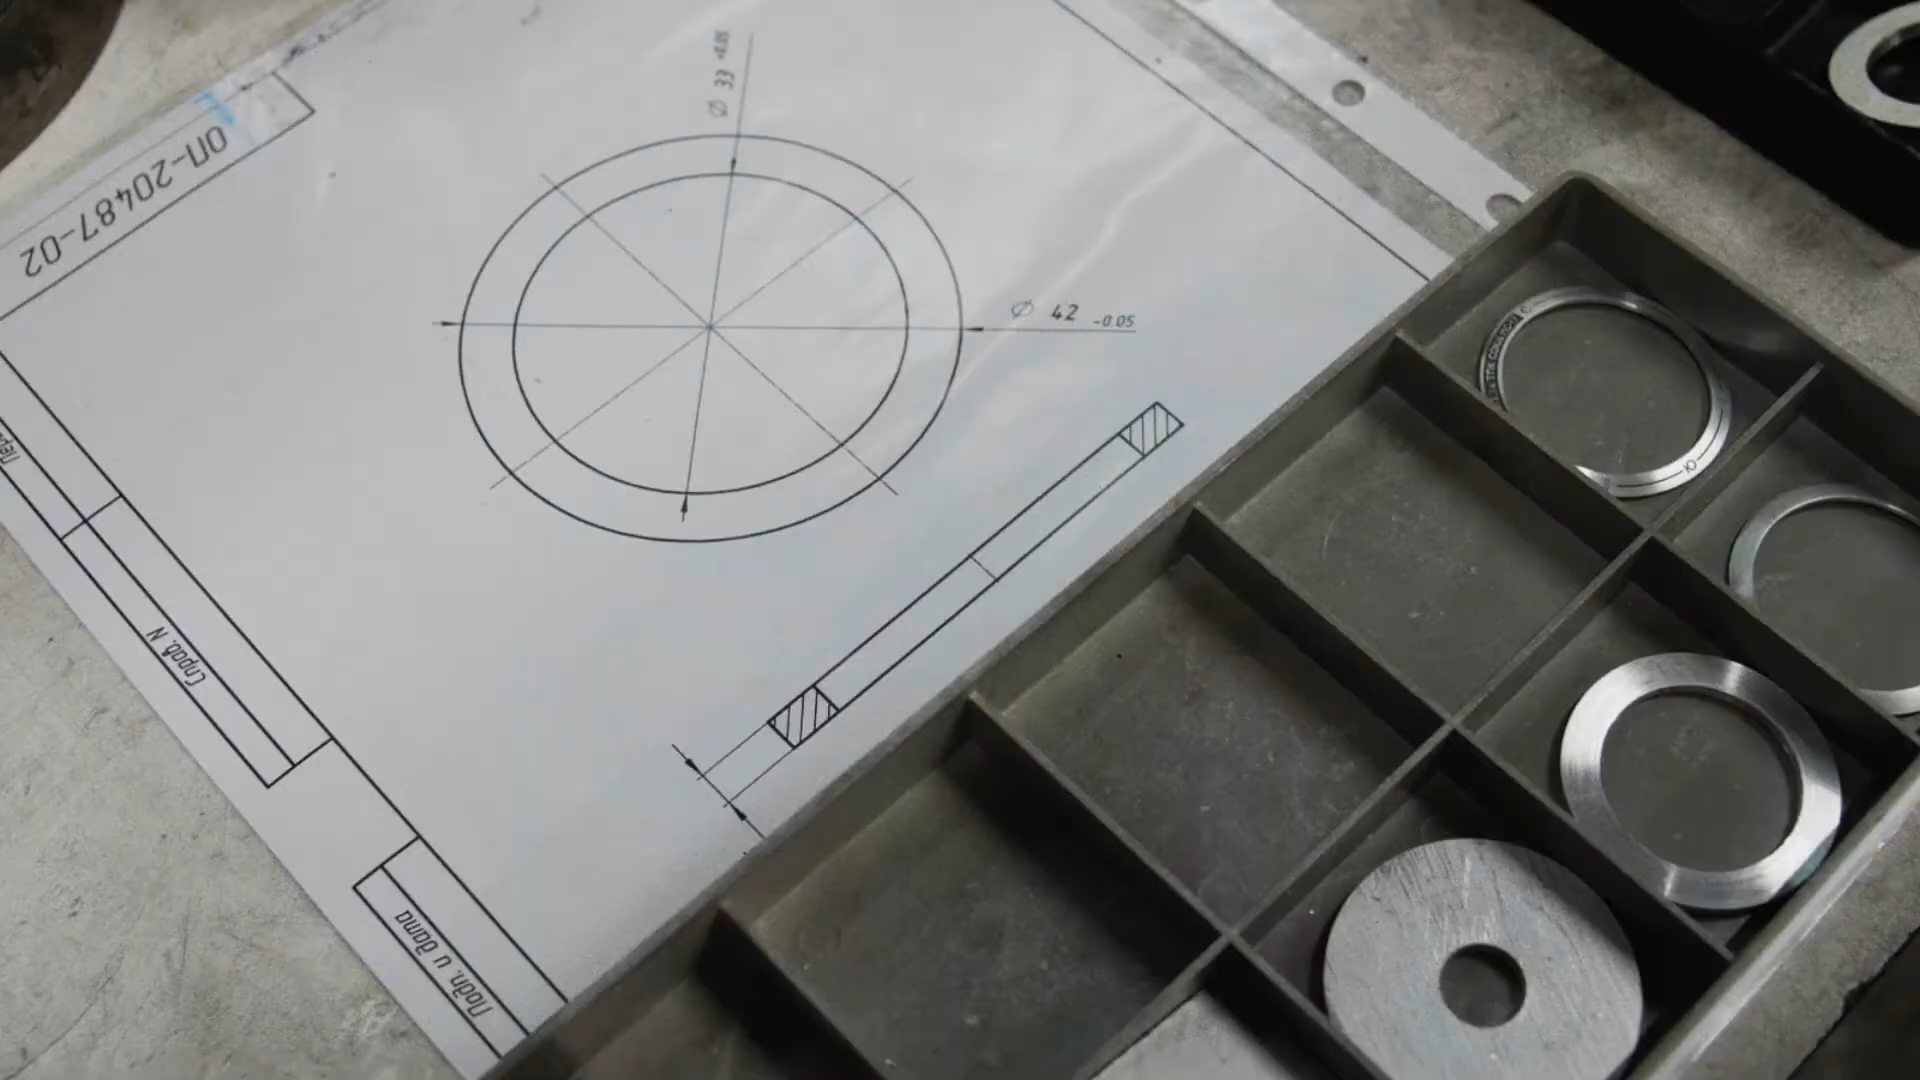 ⌀ 33 +0.05
ОП-20487-02
⌀ 42 -0.05
Справ. N
Подп. и дата
Ю